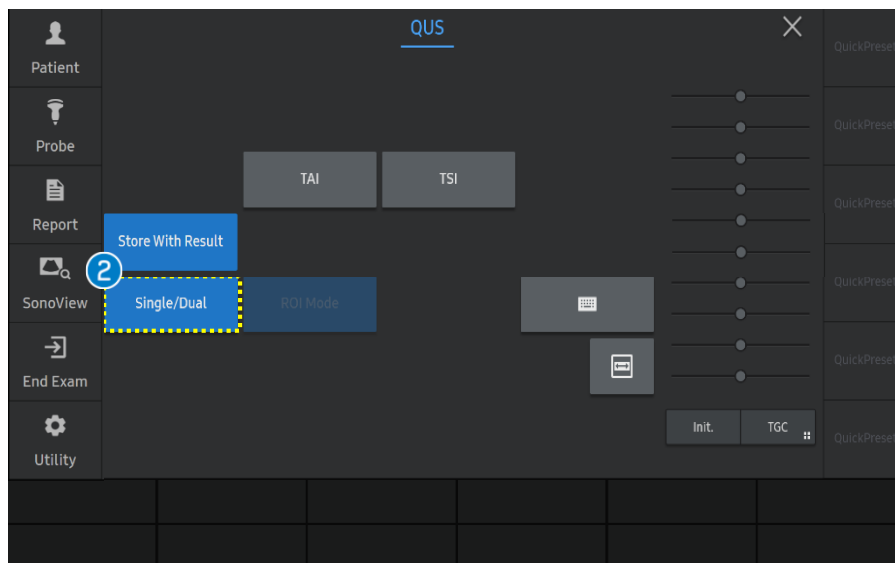 QUS
Patient
Probe
Report
SonoView
End Exam
Utility
TAI
TSI
Store With Result
2
Single/Dual
ROI Mode
Init.
TGC
QuickPreset
QuickPreset
QuickPreset
QuickPreset
QuickPreset
QuickPreset